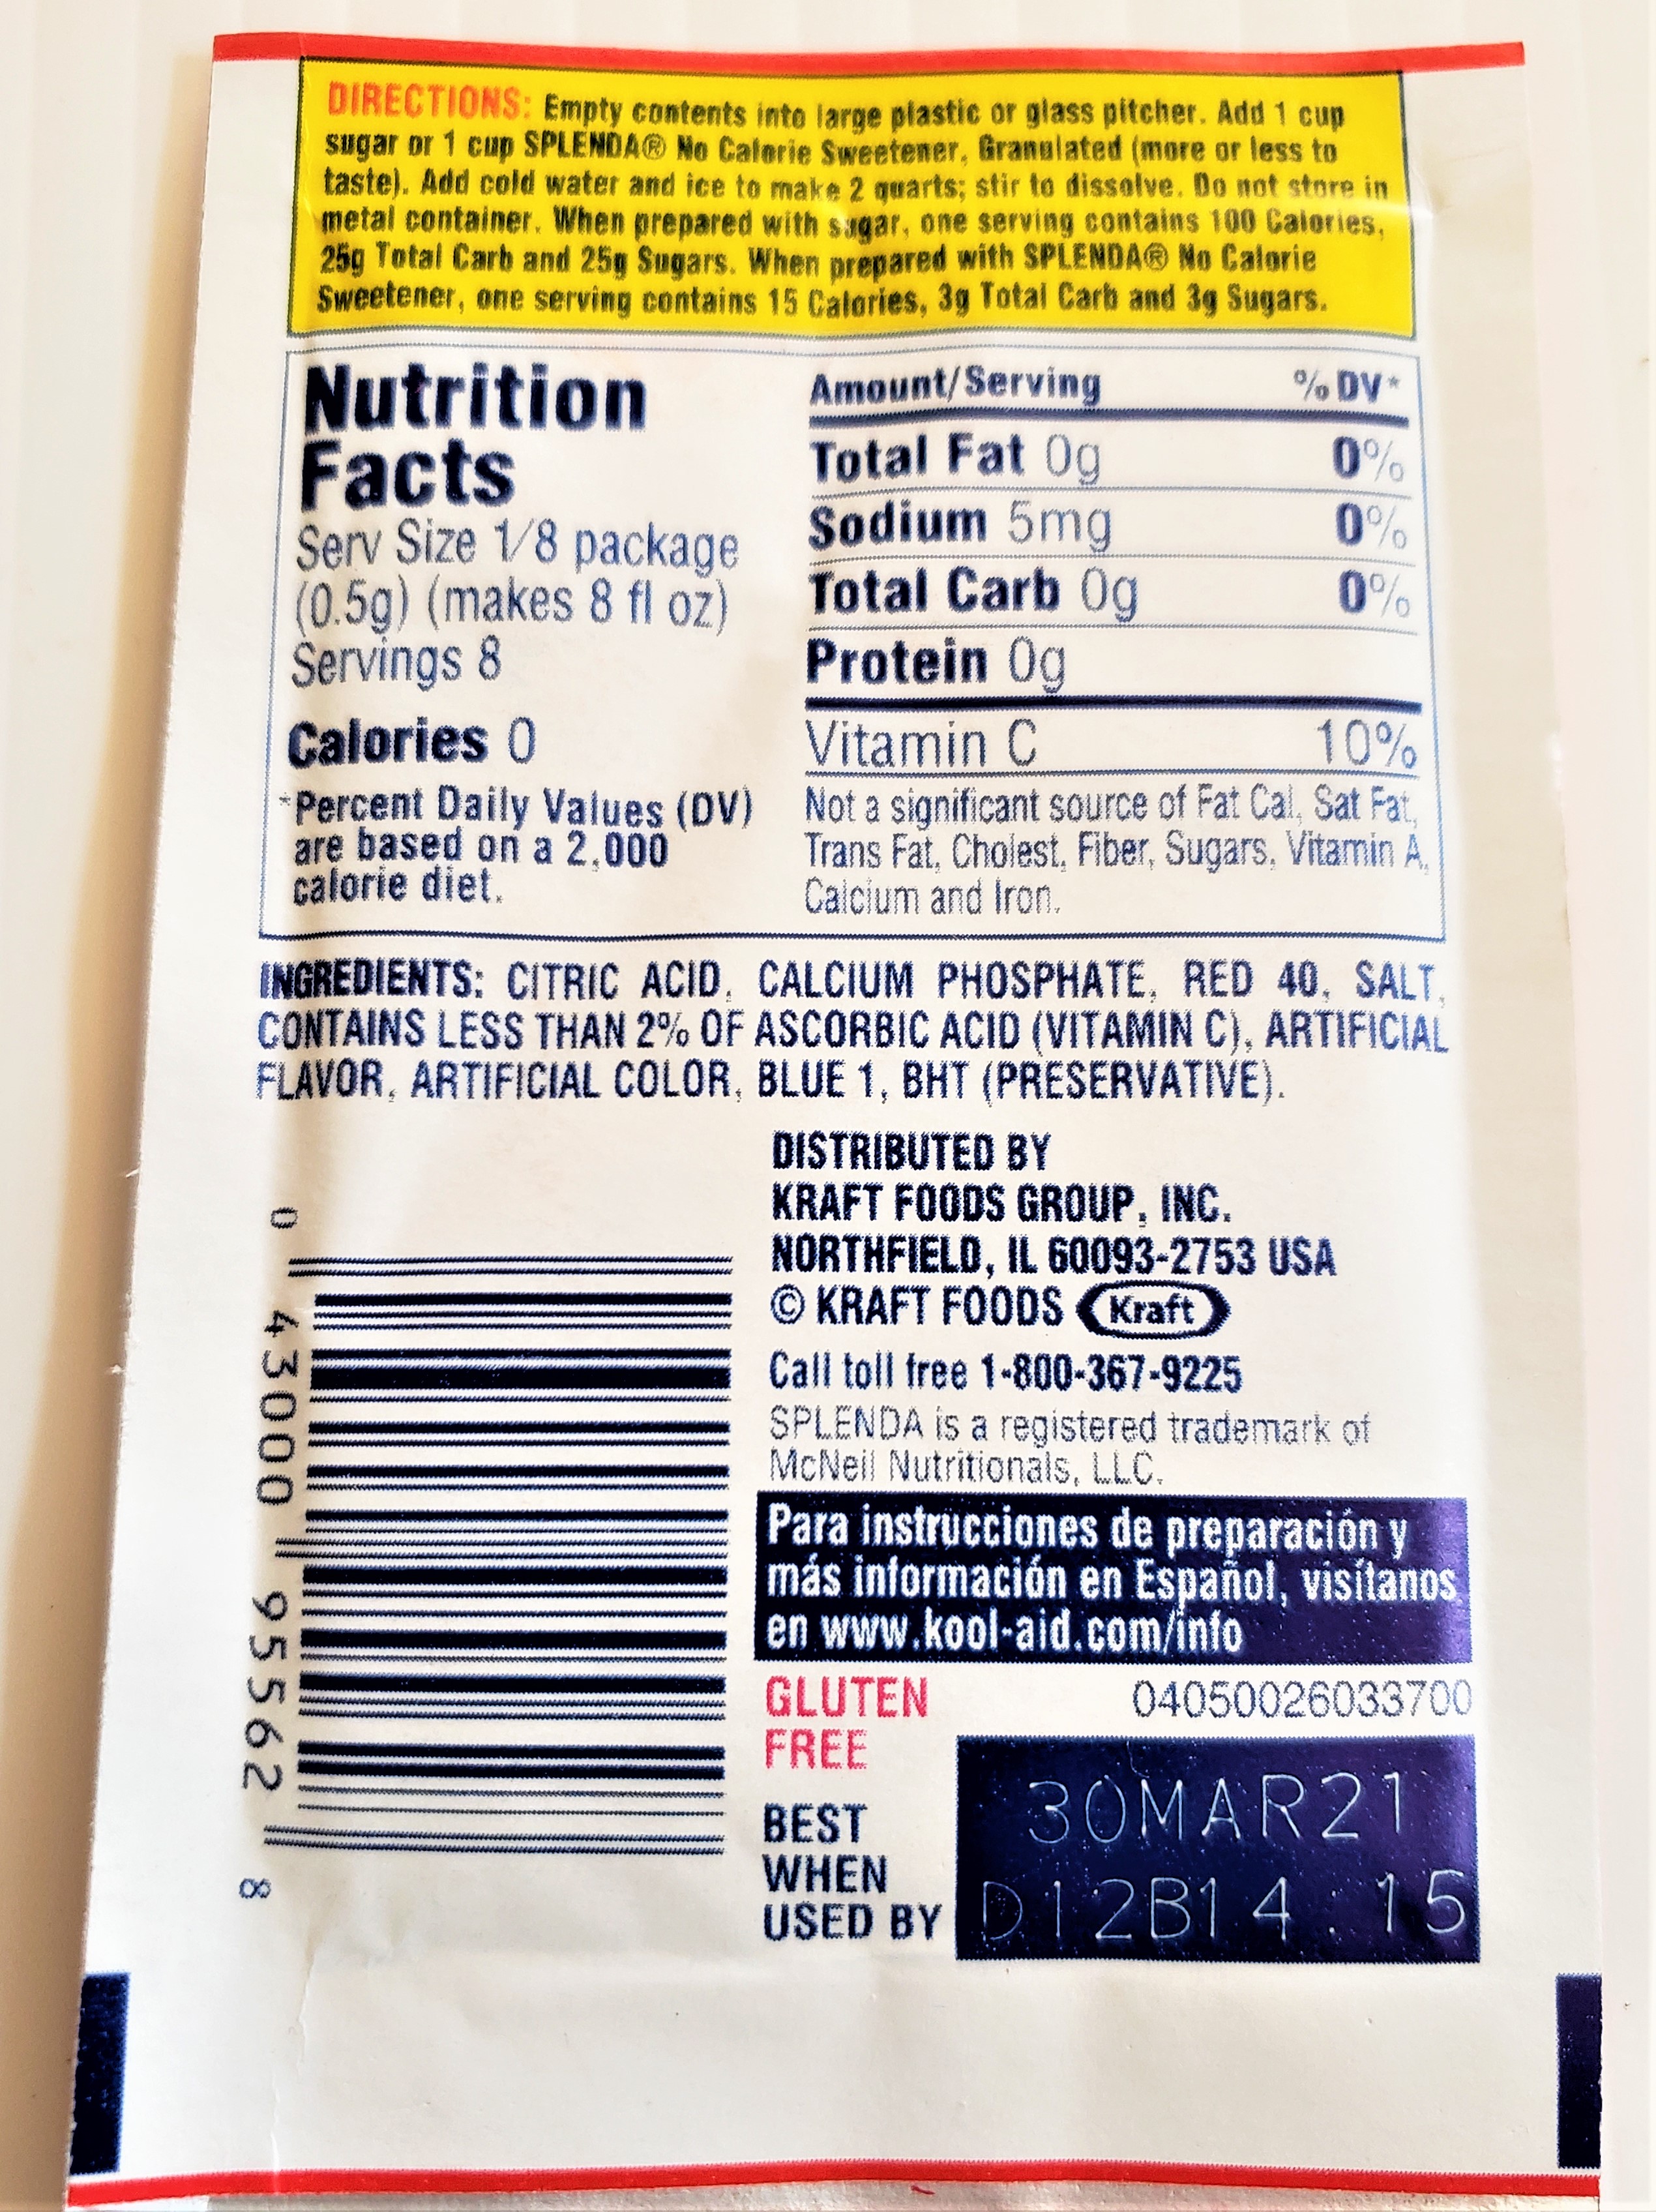 DIRECTIONS: Empty contents into large plastic or glass pitcher. Add 1 cup
sugar or 1 cup SPLENDA® No Calorie Sweetener, Granulated (more or less to
taste). Add cold water and ice to make 2 quarts; stir to dissolve. Do not store in
metal container. When prepared with sugar, one serving contains 100 Calories,
25g Total Carb and 25g Sugars. When prepared with SPLENDA® No Calorie
Sweetener, one serving contains 15 Calories, 3g Total Carb and 3g Sugars.
Nutrition
Facts
Serv Size 1/8 package
(0.5g) (makes 8 fl oz)
Servings 8
Calories 0
*Percent Daily Values (DV)
are based on a 2,000
calorie diet.
Amount/Serving %DV*
Total Fat 0g 0%
Sodium 5mg 0%
Total Carb 0g 0%
Protein 0g
Vitamin C 10%
Not a significant source of Fat Cal, Sat Fat,
Trans Fat, Cholest, Fiber, Sugars, Vitamin A,
Calcium and Iron.
INGREDIENTS: CITRIC ACID, CALCIUM PHOSPHATE, RED 40, SALT,
CONTAINS LESS THAN 2% OF ASCORBIC ACID (VITAMIN C), ARTIFICIAL
FLAVOR, ARTIFICIAL COLOR, BLUE 1, BHT (PRESERVATIVE).
0 43000 95562 8
DISTRIBUTED BY
KRAFT FOODS GROUP, INC.
NORTHFIELD, IL 60093-2753 USA
© KRAFT FOODS Kraft
Call toll free 1-800-367-9225
SPLENDA is a registered trademark of
McNeil Nutritionals, LLC.
Para instrucciones de preparación y
más información en Español, visítanos
en www.kool-aid.com/info
GLUTEN
FREE
04050026033700
BEST
WHEN
USED BY
30MAR21
D12B14:15